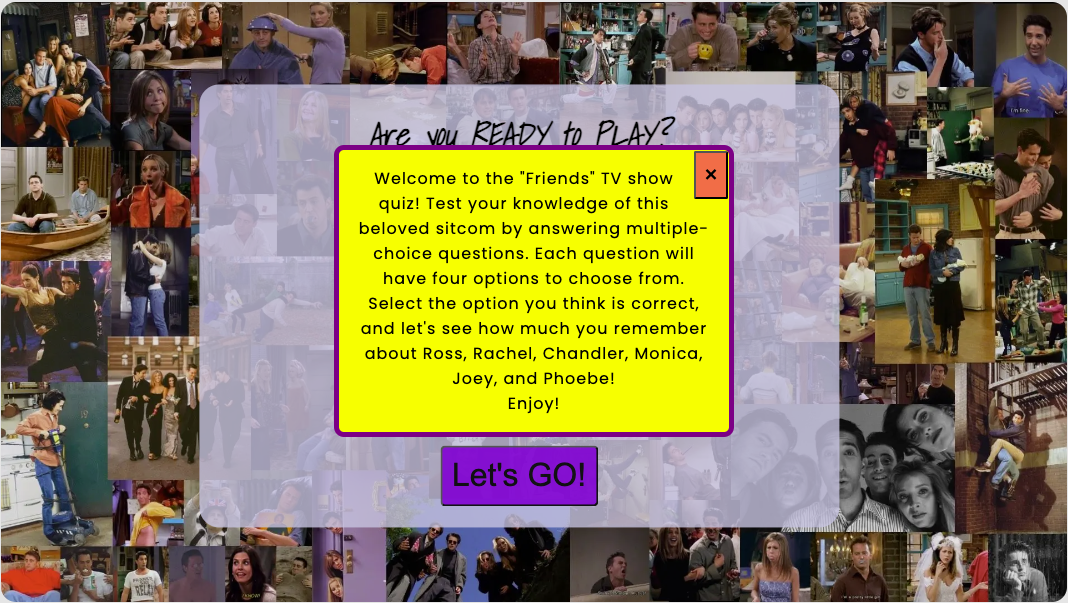 Are you READY to PLAY?
×
Welcome to the "Friends" TV show
quiz! Test your knowledge of this
beloved sitcom by answering multiple-
choice questions. Each question will
have four options to choose from.
Select the option you think is correct,
and let's see how much you remember
about Ross, Rachel, Chandler, Monica,
Joey, and Phoebe!
Enjoy!
Let's GO!
I'm fine.